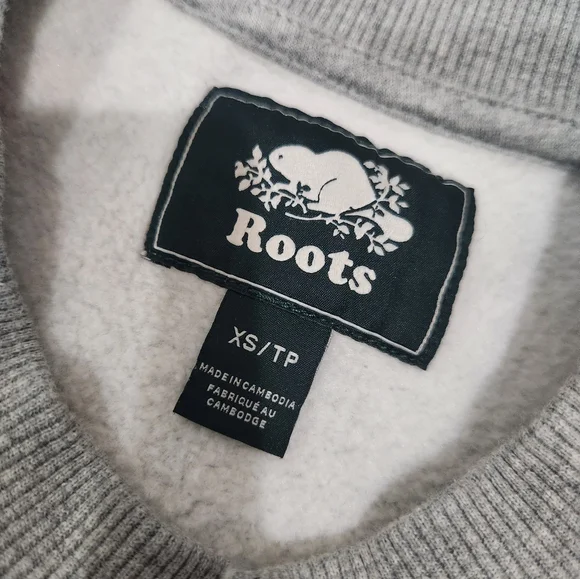 Roots
XS/TP
MADE IN CAMBODIA
FABRIQUÉ AU
CAMBODGE